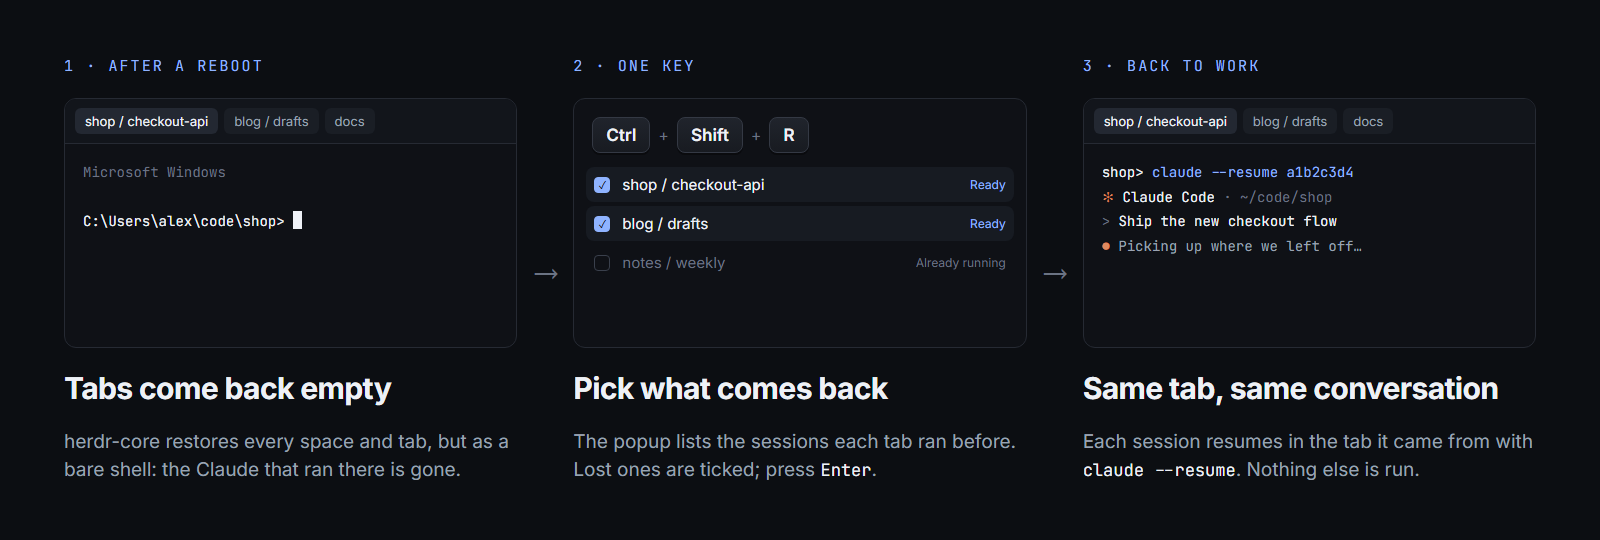 1 · AFTER A REBOOT
shop / checkout-api blog / drafts docs
Microsoft Windows
C:\Users\alex\code\shop>
Tabs come back empty
herdr-core restores every space and tab, but as a
bare shell: the Claude that ran there is gone.
2 · ONE KEY
Ctrl + Shift + R
shop / checkout-api Ready
blog / drafts Ready
notes / weekly Already running
Pick what comes back
The popup lists the sessions each tab ran before.
Lost ones are ticked; press Enter.
3 · BACK TO WORK
shop / checkout-api blog / drafts docs
shop> claude --resume a1b2c3d4
✻ Claude Code · ~/code/shop
> Ship the new checkout flow
● Picking up where we left off…
Same tab, same conversation
Each session resumes in the tab it came from with
claude --resume. Nothing else is run.